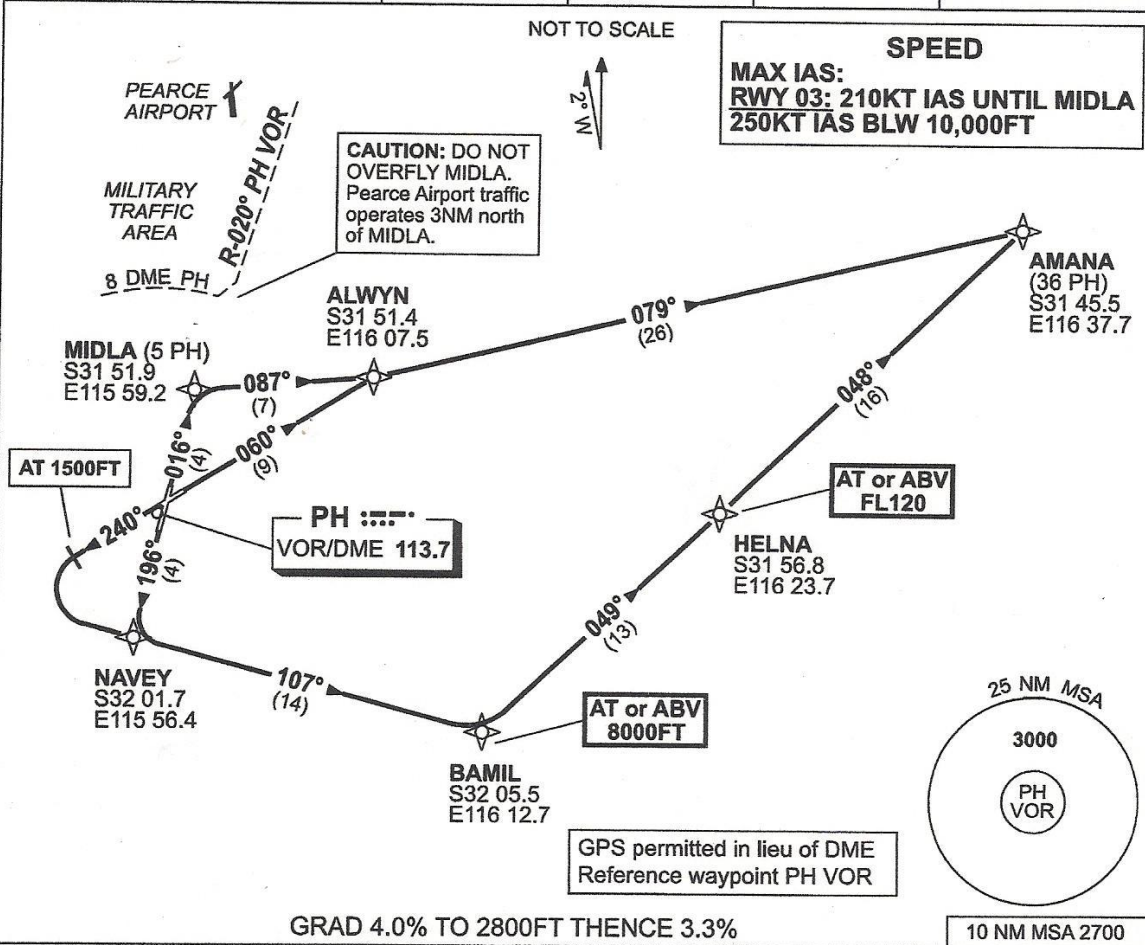 NOT TO SCALE
SPEED
MAX IAS:
RWY 03: 210KT IAS UNTIL MIDLA
250KT IAS BLW 10,000FT
2° W
PEARCE
AIRPORT
R-020° PH VOR
MILITARY
TRAFFIC
AREA
8 DME PH
CAUTION: DO NOT
OVERFLY MIDLA.
Pearce Airport traffic
operates 3NM north
of MIDLA.
AMANA
(36 PH)
S31 45.5
E116 37.7
ALWYN
S31 51.4
E116 07.5
079°
(26)
MIDLA (5 PH)
S31 51.9
E115 59.2
087°
(7)
048°
(16)
016°
(4)
060°
(9)
AT 1500FT
240°
PH
VOR/DME 113.7
AT or ABV
FL120
HELNA
S31 56.8
E116 23.7
196°
(4)
049°
(13)
NAVEY
S32 01.7
E115 56.4
107°
(14)
AT or ABV
8000FT
BAMIL
S32 05.5
E116 12.7
25 NM MSA
3000
PH
VOR
GPS permitted in lieu of DME
Reference waypoint PH VOR
GRAD 4.0% TO 2800FT THENCE 3.3%
10 NM MSA 2700